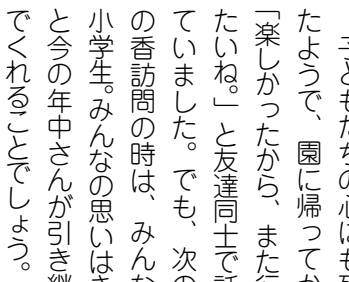 子どもたちの心にも
たようで、園に帰ってか
「楽しかったから、また行
たいね。」と友達同士で話
ていました。でも、次の
の香訪問の時は、みんな
小学生。みんなの思いはき
と今の年中さんが引き継
でくれることでしょう。